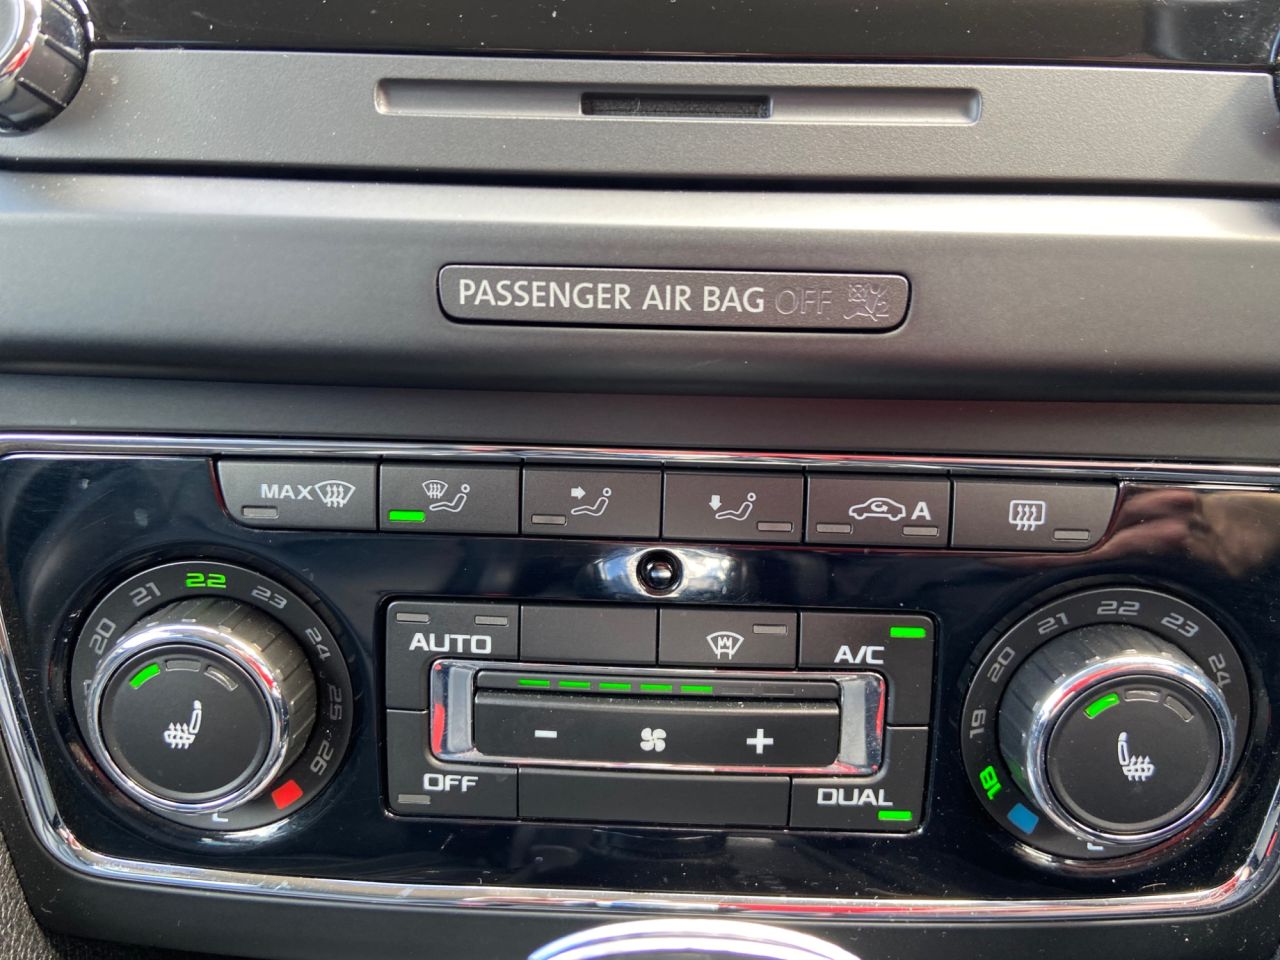 PASSENGER AIR BAG OFF
MAX
A
21 22 23
20 24
25
26
AUTO
A/C
- +
OFF
DUAL
21 22 23
20 24
19
18